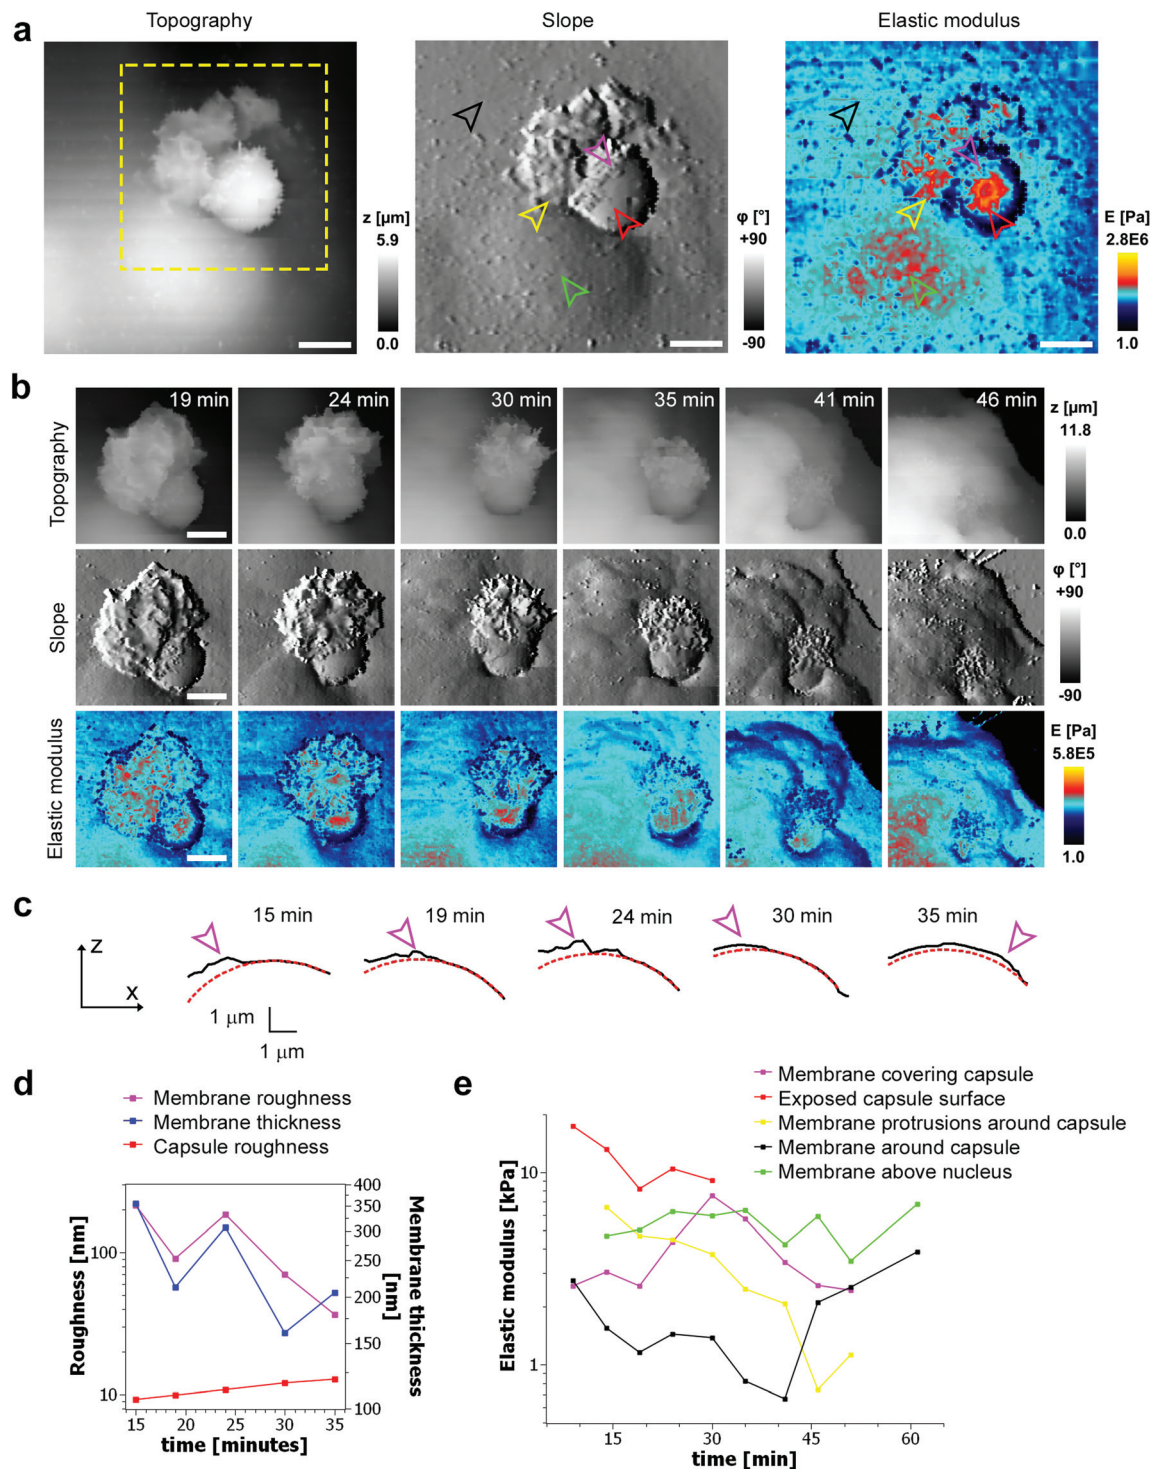 a
Topography
Slope
Elastic modulus
z [µm]
5.9
0.0
φ [°]
+90
-90
E [Pa]
2.8E6
1.0
b
19 min
24 min
30 min
35 min
41 min
46 min
Topography
z [µm]
11.8
0.0
Slope
φ [°]
+90
-90
Elastic modulus
E [Pa]
5.8E5
1.0
c
15 min
19 min
24 min
30 min
35 min
Z
X
1 µm
1 µm
d
Membrane roughness
Membrane thickness
Capsule roughness
Roughness [nm]
100
10
400
350
300
250
200
150
100
Membrane thickness
[nm]
15 20 25 30 35
time [minutes]
e
Membrane covering capsule
Exposed capsule surface
Membrane protrusions around capsule
Membrane around capsule
Membrane above nucleus
Elastic modulus [kPa]
10
1
15 30 45 60
time [min]